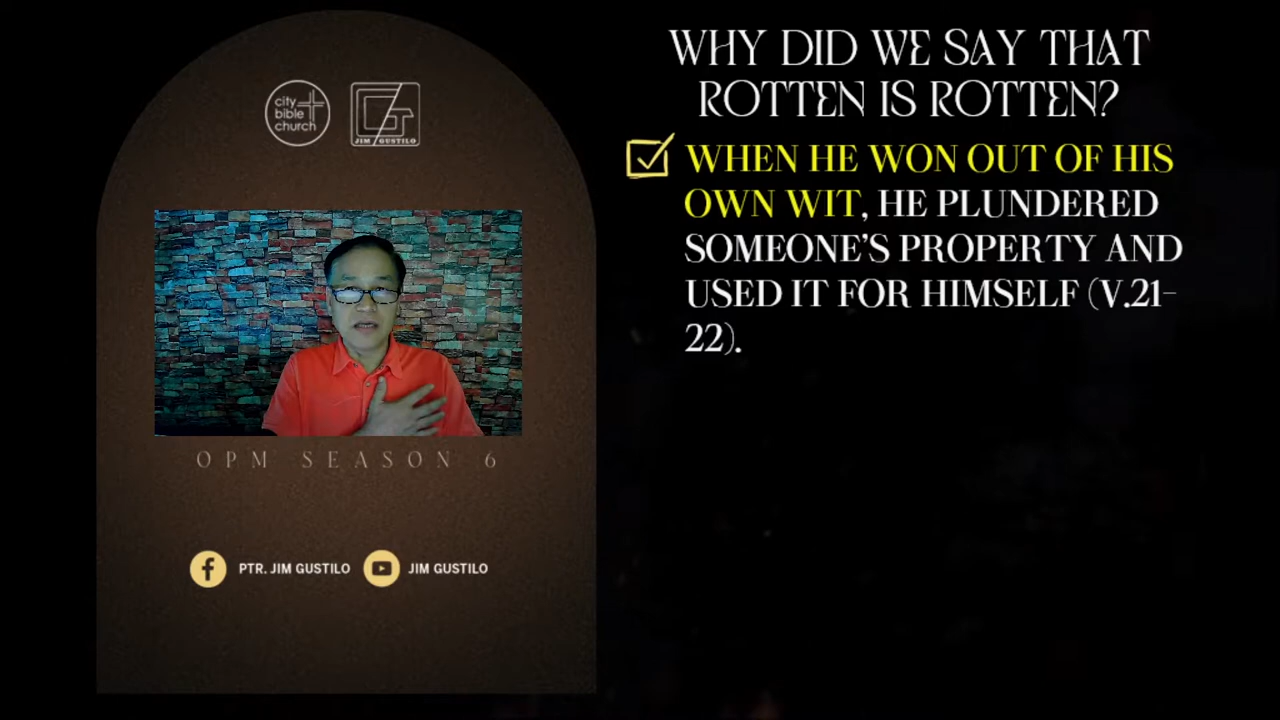 city
bible
church
JIM GUSTILO
OPM SEASON 6
PTR. JIM GUSTILO
JIM GUSTILO
WHY DID WE SAY THAT
ROTTEN IS ROTTEN?
WHEN HE WON OUT OF HIS
OWN WIT, HE PLUNDERED
SOMEONE'S PROPERTY AND
USED IT FOR HIMSELF (V.21-
22).